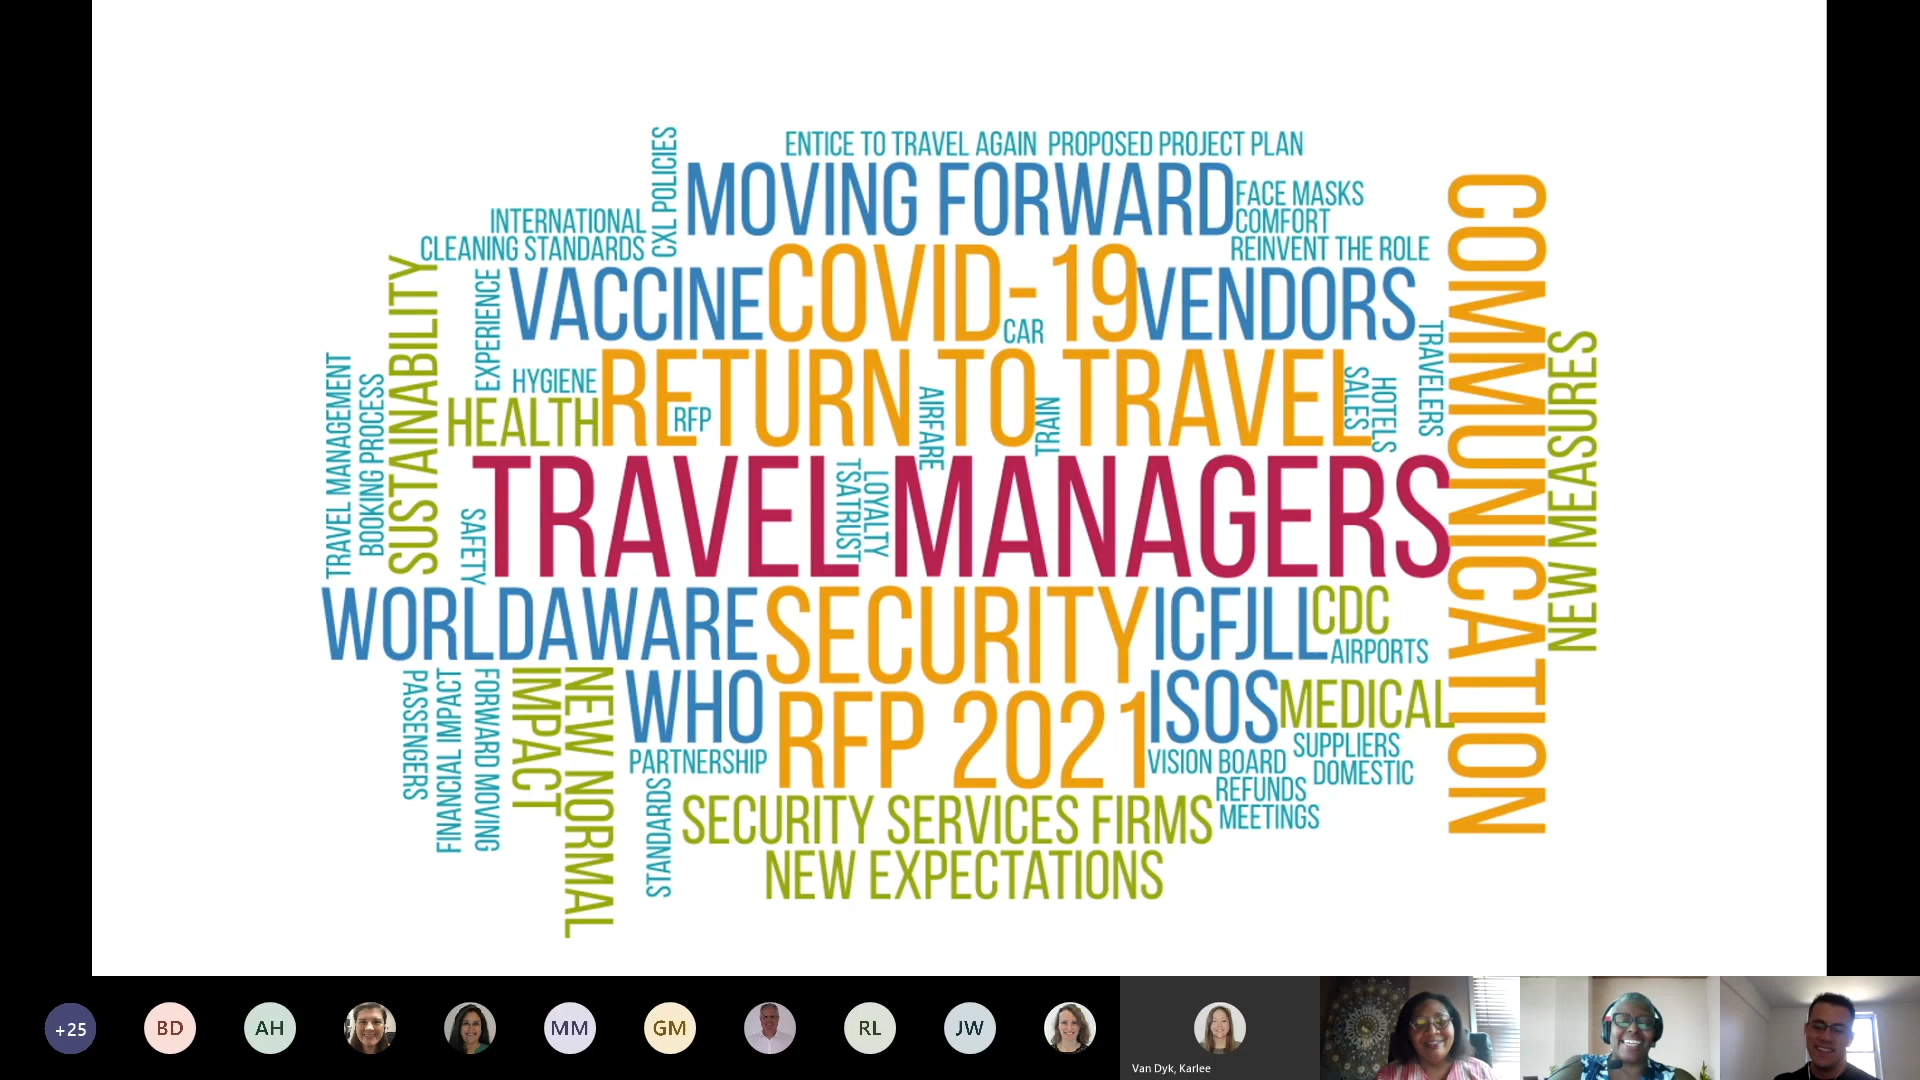 ENTICE TO TRAVEL AGAIN
PROPOSED PROJECT PLAN
CXL POLICIES
MOVING FORWARD
FACE MASKS
INTERNATIONAL
COMFORT
CLEANING STANDARDS
REINVENT THE ROLE
COMMUNICATION
SUSTAINABILITY
EXPERIENCE
VACCINE
COVID-19
VENDORS
CAR
TRAVELERS
NEW MEASURES
TRAVEL MANAGEMENT
BOOKING PROCESS
HYGIENE
HEALTH
RETURN TO TRAVEL
RFP
AIRFARE
TRAIN
SALES
HOTELS
TRAVEL MANAGERS
TSATRUST
LOYALTY
SAFETY
WORLDAWARE
SECURITY
ICFJLL
CDC
AIRPORTS
PASSENGERS
FINANCIAL IMPACT
FORWARD MOVING
IMPACT
NEW NORMAL
WHO
RFP 2021
ISOS
MEDICAL
SUPPLIERS
PARTNERSHIP
VISION BOARD
DOMESTIC
REFUNDS
STANDARDS
SECURITY SERVICES FIRMS
MEETINGS
NEW EXPECTATIONS
+25
BD
AH
MM
GM
RL
JW
Van Dyk, Karlee